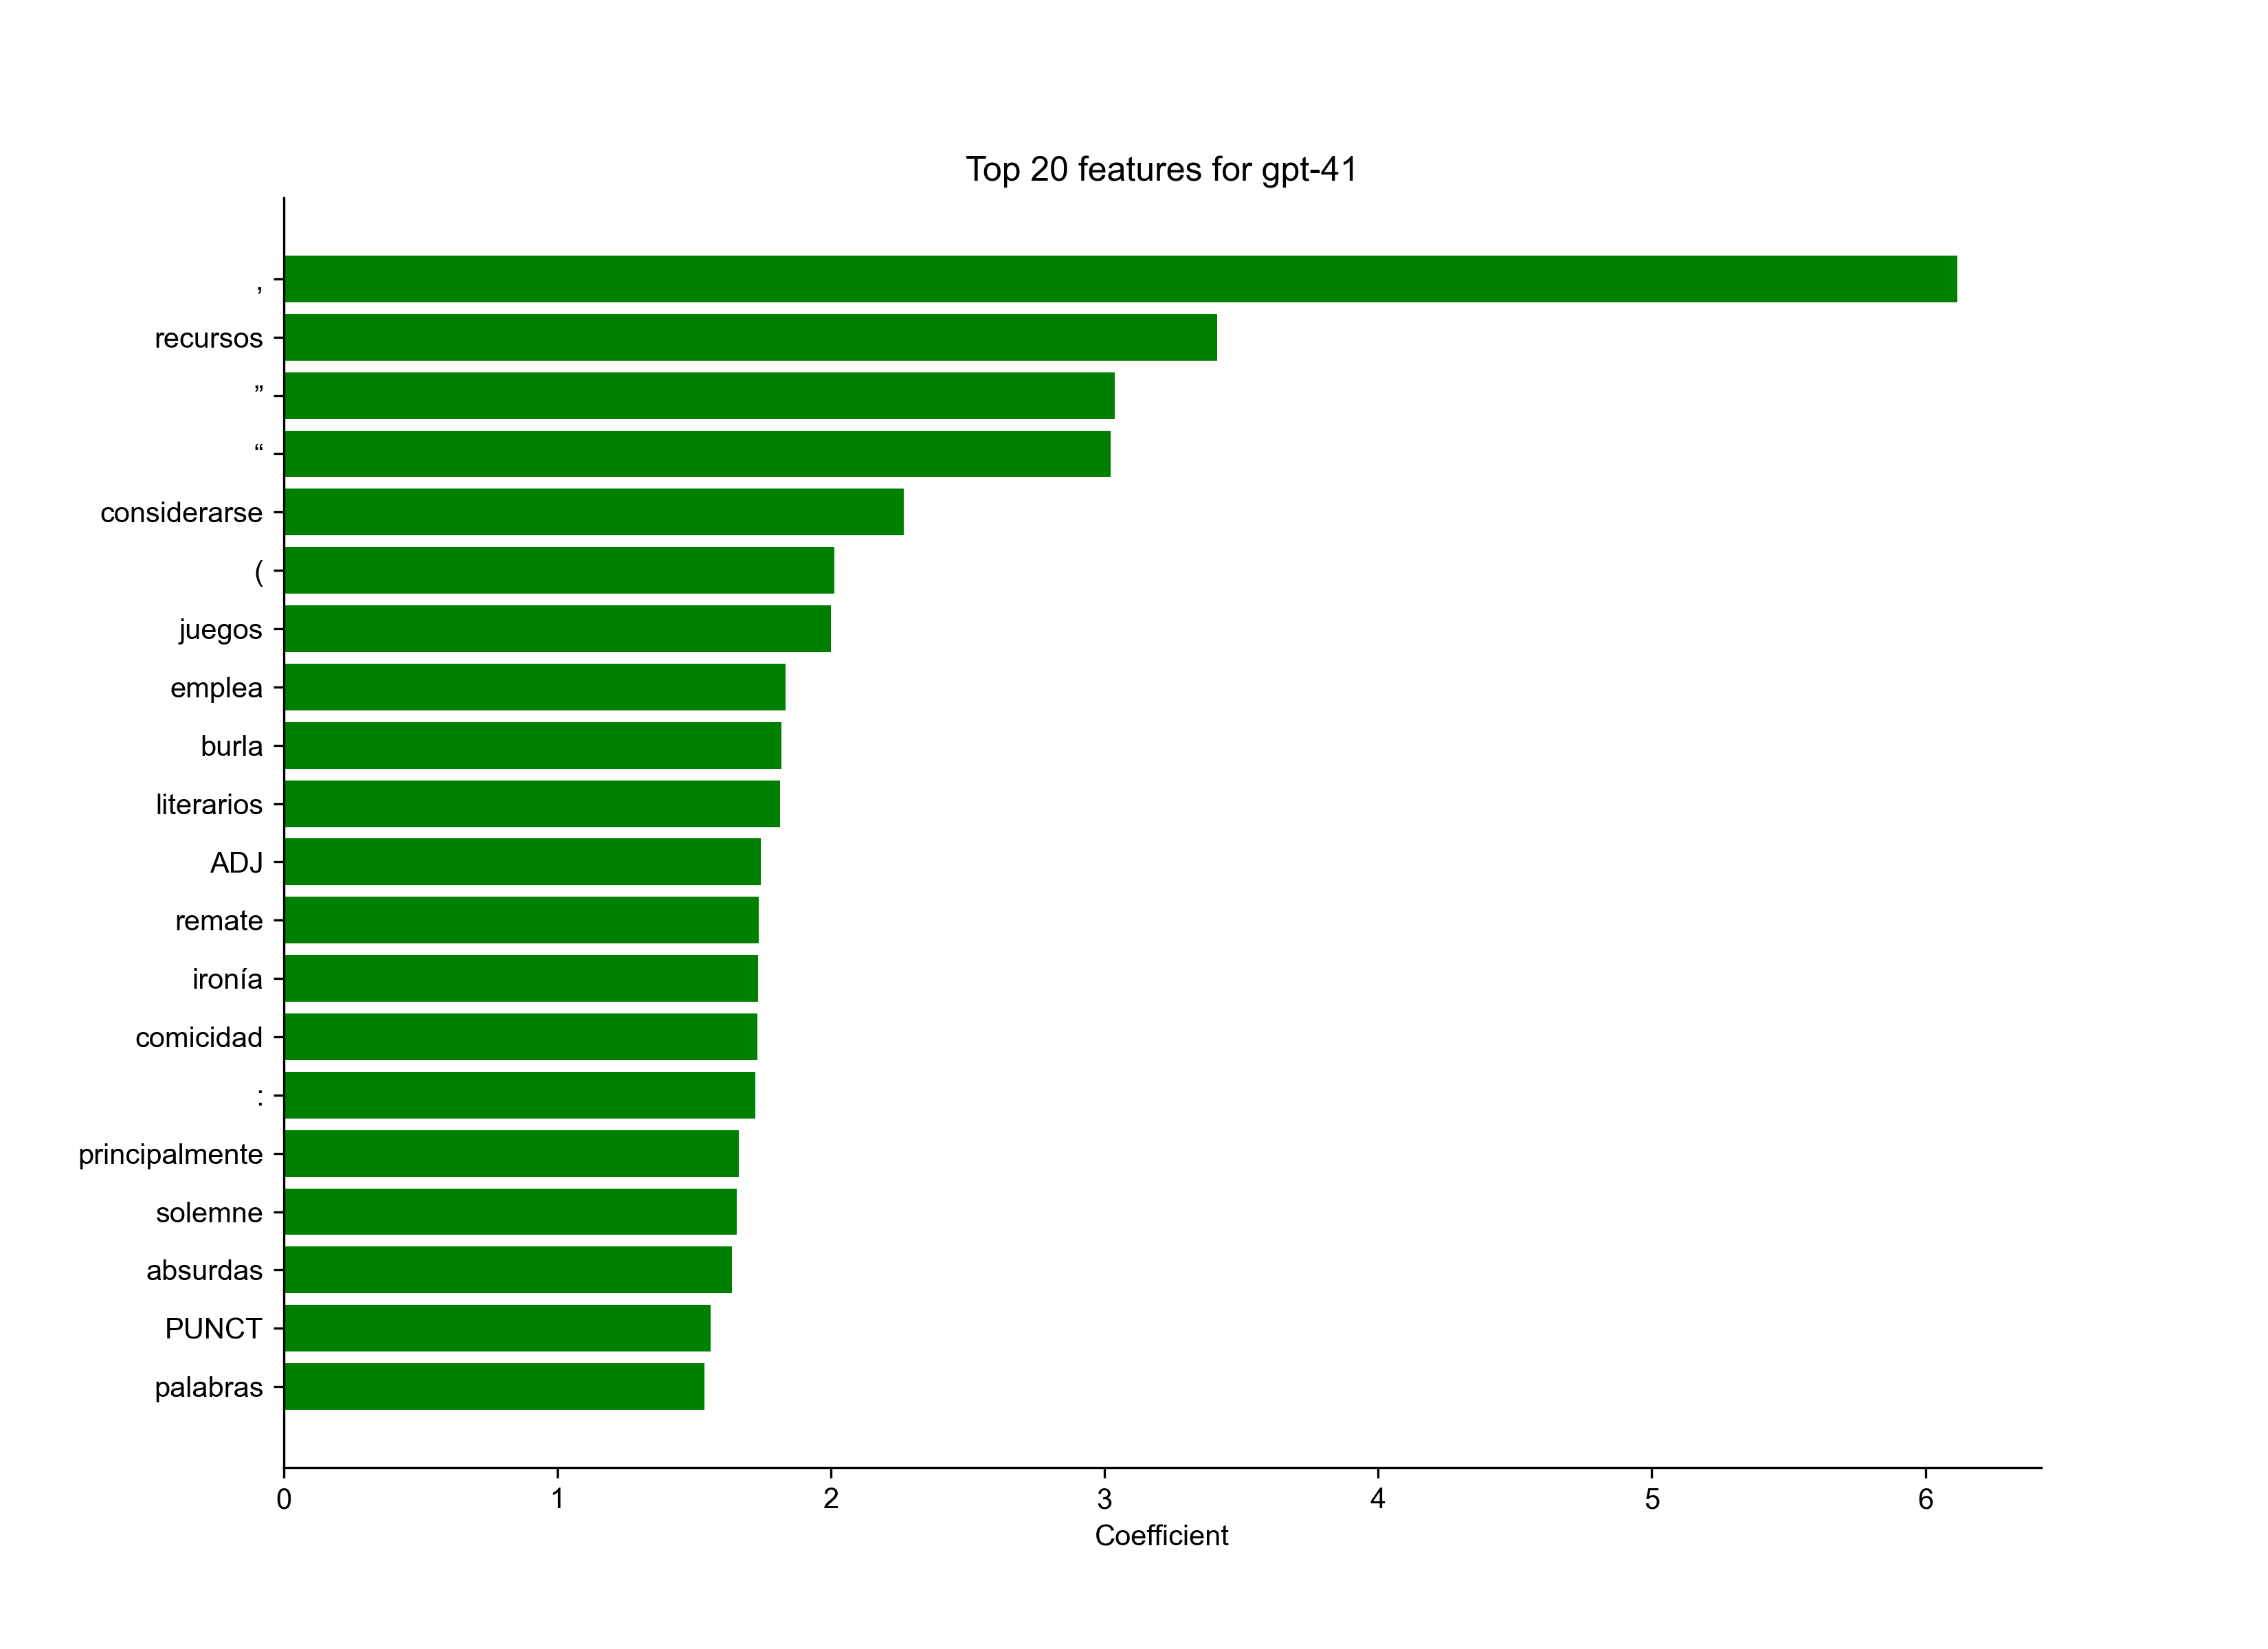 Top 20 features for gpt-41
,
recursos
”
“
considerarse
(
juegos
emplea
burla
literarios
ADJ
remate
ironía
comicidad
:
principalmente
solemne
absurdas
PUNCT
palabras
0 1 2 3 4 5 6
Coefficient